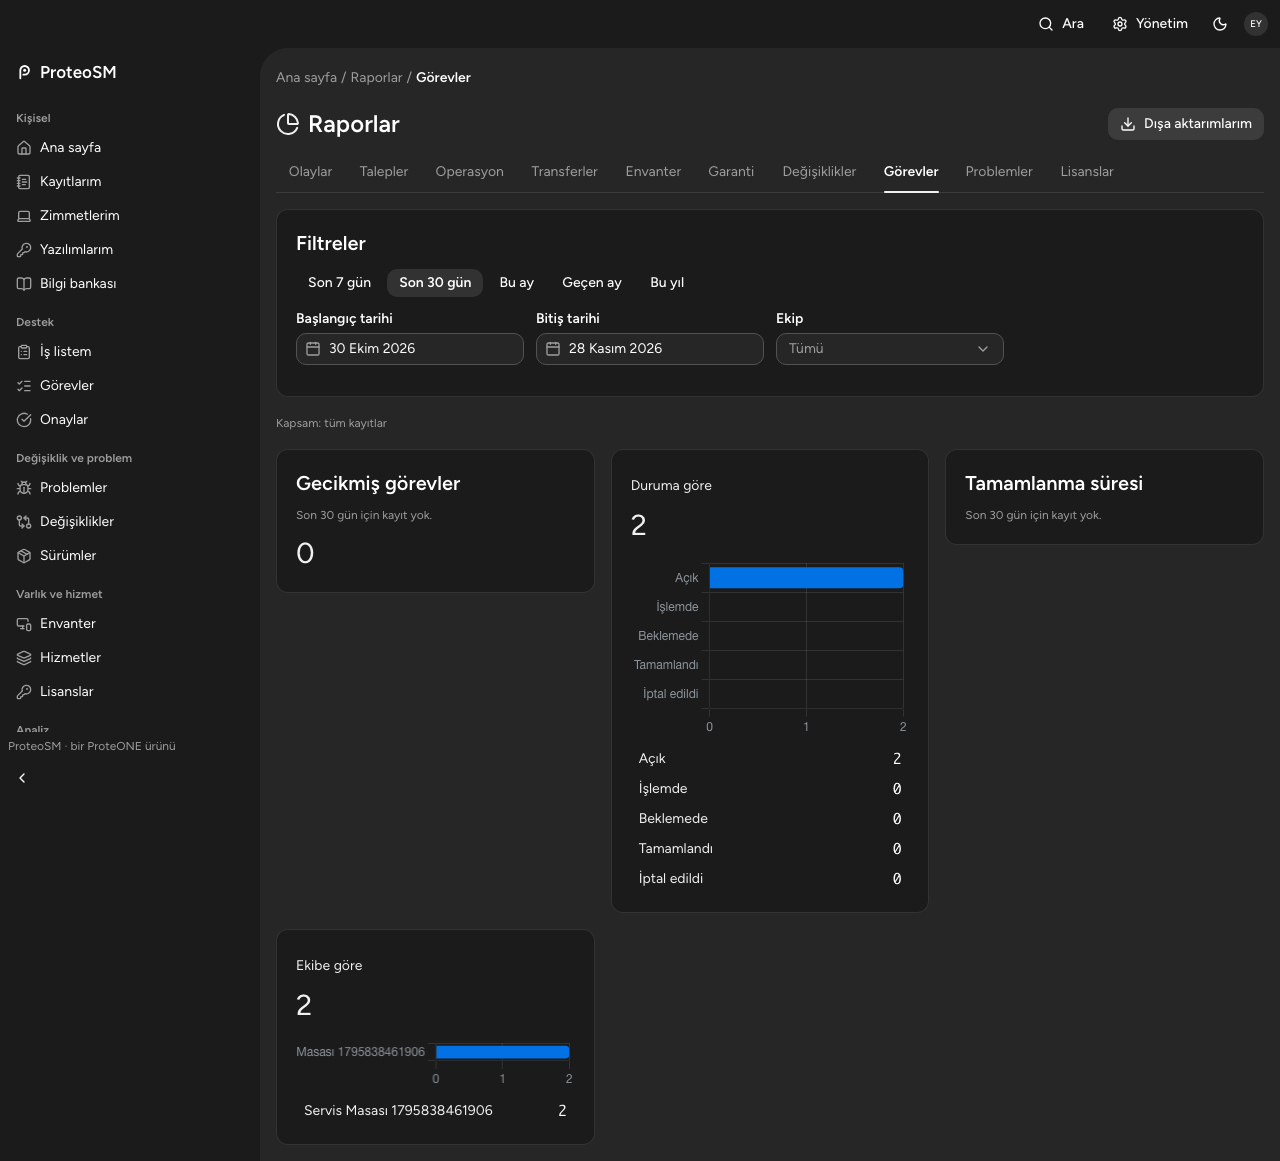 Ara
Yönetim
EY
ProteoSM
Kişisel
Ana sayfa
Kayıtlarım
Zimmetlerim
Yazılımlarım
Bilgi bankası
Destek
İş listem
Görevler
Onaylar
Değişiklik ve problem
Problemler
Değişiklikler
Sürümler
Varlık ve hizmet
Envanter
Hizmetler
Lisanslar
Analiz
ProteoSM · bir ProteONE ürünü
Ana sayfa / Raporlar / Görevler
Raporlar
Dışa aktarımlarım
Olaylar Talepler Operasyon Transferler Envanter Garanti Değişiklikler Görevler Problemler Lisanslar
Filtreler
Son 7 gün Son 30 gün Bu ay Geçen ay Bu yıl
Başlangıç tarihi Bitiş tarihi Ekip
30 Ekim 2026 28 Kasım 2026 Tümü
Kapsam: tüm kayıtlar
Gecikmiş görevler
Son 30 gün için kayıt yok.
0
Duruma göre
2
Açık
İşlemde
Beklemede
Tamamlandı
İptal edildi
0 1 2
Açık 2
İşlemde 0
Beklemede 0
Tamamlandı 0
İptal edildi 0
Tamamlanma süresi
Son 30 gün için kayıt yok.
Ekibe göre
2
Masası 1795838461906
0 1 2
Servis Masası 1795838461906 2